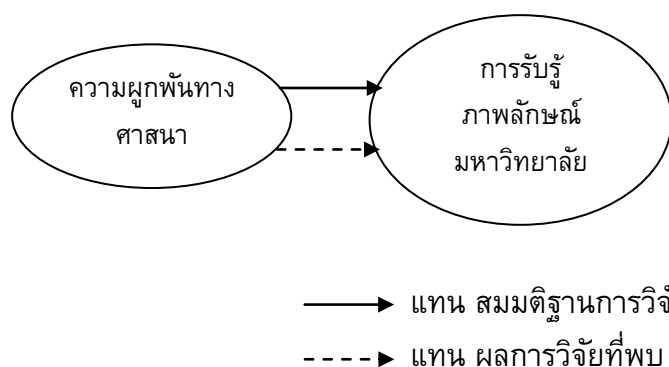 ความผูกพันทาง
ศาสนา
การรับรู้
ภาพลักษณ์
มหาวิทยาลัย
แทน สมมติฐานการวิจั
แทน ผลการวิจัยที่พบ